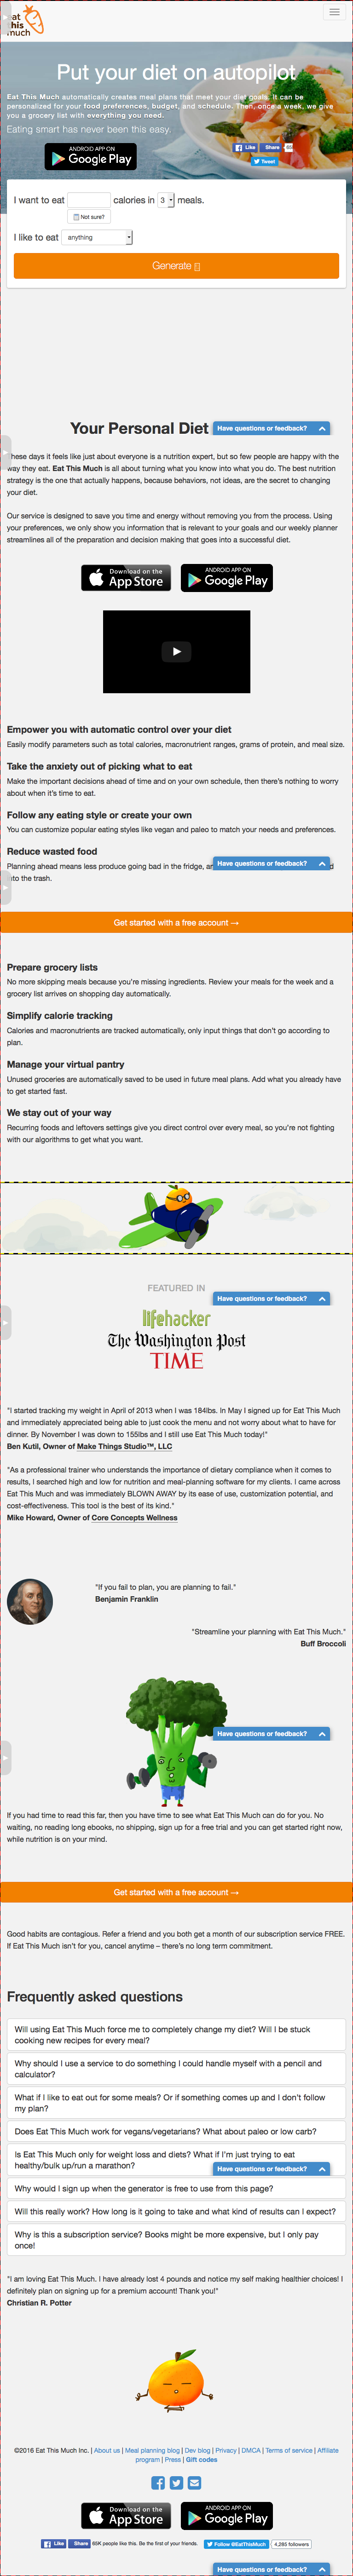 eat
this
much
Put your diet on autopilot
Eat This Much automatically creates meal plans that meet your diet goals. It can be
personalized for your food preferences, budget, and schedule. Then, once a week, we give
you a grocery list with everything you need.
Eating smart has never been this easy.
ANDROID APP ON
Google Play
Like Share
Tweet
I want to eat calories in 3 meals.
Not sure?
I like to eat anything
Generate
Your Personal Diet
Have questions or feedback?
These days it feels like just about everyone is a nutrition expert, but so few people are happy with the
way they eat. Eat This Much is all about turning what you know into what you do. The best nutrition
strategy is the one that actually happens, because behaviors, not ideas, are the secret to changing
your diet.
Our service is designed to save you time and energy without removing you from the process. Using
your preferences, we only show you information that is relevant to your goals and our weekly planner
streamlines all of the preparation and decision making that goes into a successful diet.
Download on the
App Store
ANDROID APP ON
Google Play
Empower you with automatic control over your diet
Easily modify parameters such as total calories, macronutrient ranges, grams of protein, and meal size.
Take the anxiety out of picking what to eat
Make the important decisions ahead of time and on your own schedule, then there's nothing to worry
about when it's time to eat.
Follow any eating style or create your own
You can customize popular eating styles like vegan and paleo to match your needs and preferences.
Reduce wasted food
Planning ahead means less produce going bad in the fridge,
Have questions or feedback?
into the trash.
Get started with a free account →
Prepare grocery lists
No more skipping meals because you're missing ingredients. Review your meals for the week and a
grocery list arrives on shopping day automatically.
Simplify calorie tracking
Calories and macronutrients are tracked automatically, only input things that don't go according to
plan.
Manage your virtual pantry
Unused groceries are automatically saved to be used in future meal plans. Add what you already have
to get started fast.
We stay out of your way
Recurring foods and leftovers settings give you direct control over every meal, so you're not fighting
with our algorithms to get what you want.
FEATURED IN
Have questions or feedback?
lifehacker
The Washington Post
TIME
"I started tracking my weight in April of 2013 when I was 184lbs. In May I signed up for Eat This Much
and immediately appreciated being able to just cook the menu and not worry about what to have for
dinner. By November I was down to 155lbs and I still use Eat This Much today!"
Ben Kutil, Owner of Make Things Studio™, LLC
"As a professional trainer who understands the importance of dietary compliance when it comes to
results, I searched high and low for nutrition and meal-planning software for my clients. I came across
Eat This Much and was immediately BLOWN AWAY by its ease of use, customization potential, and
cost-effectiveness. This tool is the best of its kind."
Mike Howard, Owner of Core Concepts Wellness
"If you fail to plan, you are planning to fail."
Benjamin Franklin
"Streamline your planning with Eat This Much."
Buff Broccoli
Have questions or feedback?
If you had time to read this far, then you have time to see what Eat This Much can do for you. No
waiting, no reading long ebooks, no shipping, sign up for a free trial and you can get started right now,
while nutrition is on your mind.
Get started with a free account →
Good habits are contagious. Refer a friend and you both get a month of our subscription service FREE.
If Eat This Much isn't for you, cancel anytime – there's no long term commitment.
Frequently asked questions
Will using Eat This Much force me to completely change my diet? Will I be stuck
cooking new recipes for every meal?
Why should I use a service to do something I could handle myself with a pencil and
calculator?
What if I like to eat out for some meals? Or if something comes up and I don't follow
my plan?
Does Eat This Much work for vegans/vegetarians? What about paleo or low carb?
Is Eat This Much only for weight loss and diets? What if I'm just trying to eat
healthy/bulk up/run a marathon?
Have questions or feedback?
Why would I sign up when the generator is free to use from this page?
Will this really work? How long is it going to take and what kind of results can I expect?
Why is this a subscription service? Books might be more expensive, but I only pay
once!
"I am loving Eat This Much. I have already lost 4 pounds and notice my self making healthier choices! I
definitely plan on signing up for a premium account! Thank you!"
Christian R. Potter
©2016 Eat This Much Inc. | About us | Meal planning blog | Dev blog | Privacy | DMCA | Terms of service | Affiliate
program | Press | Gift codes
Download on the
App Store
ANDROID APP ON
Google Play
Like Share 65K people like this. Be the first of your friends.
Follow @EatThisMuch 4,285 followers
Have questions or feedback?